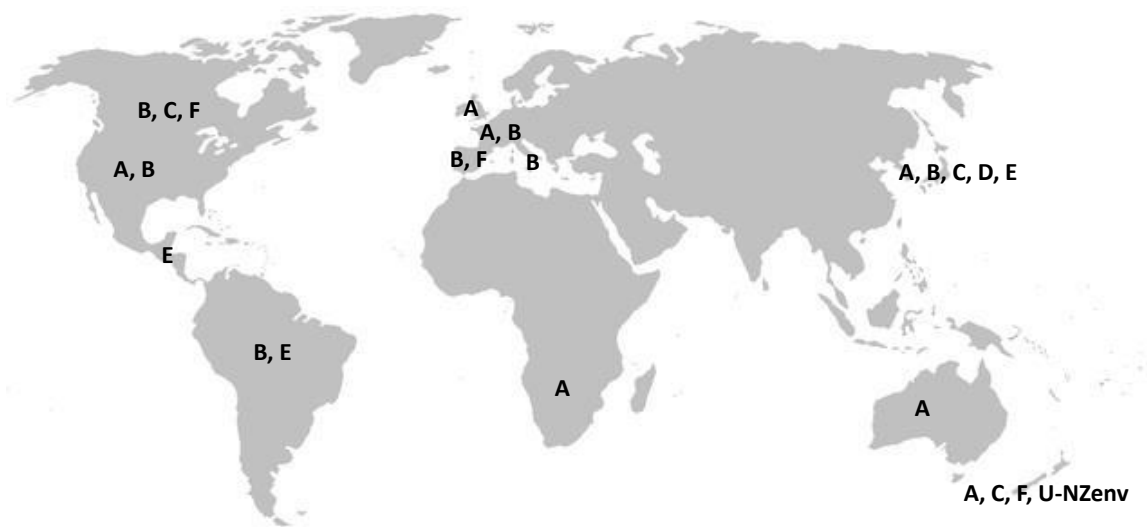 A
B, C, F
A, B
B, F
B
A, B
A, B, C, D, E
E
B, E
A
A
A, C, F, U-NZenv